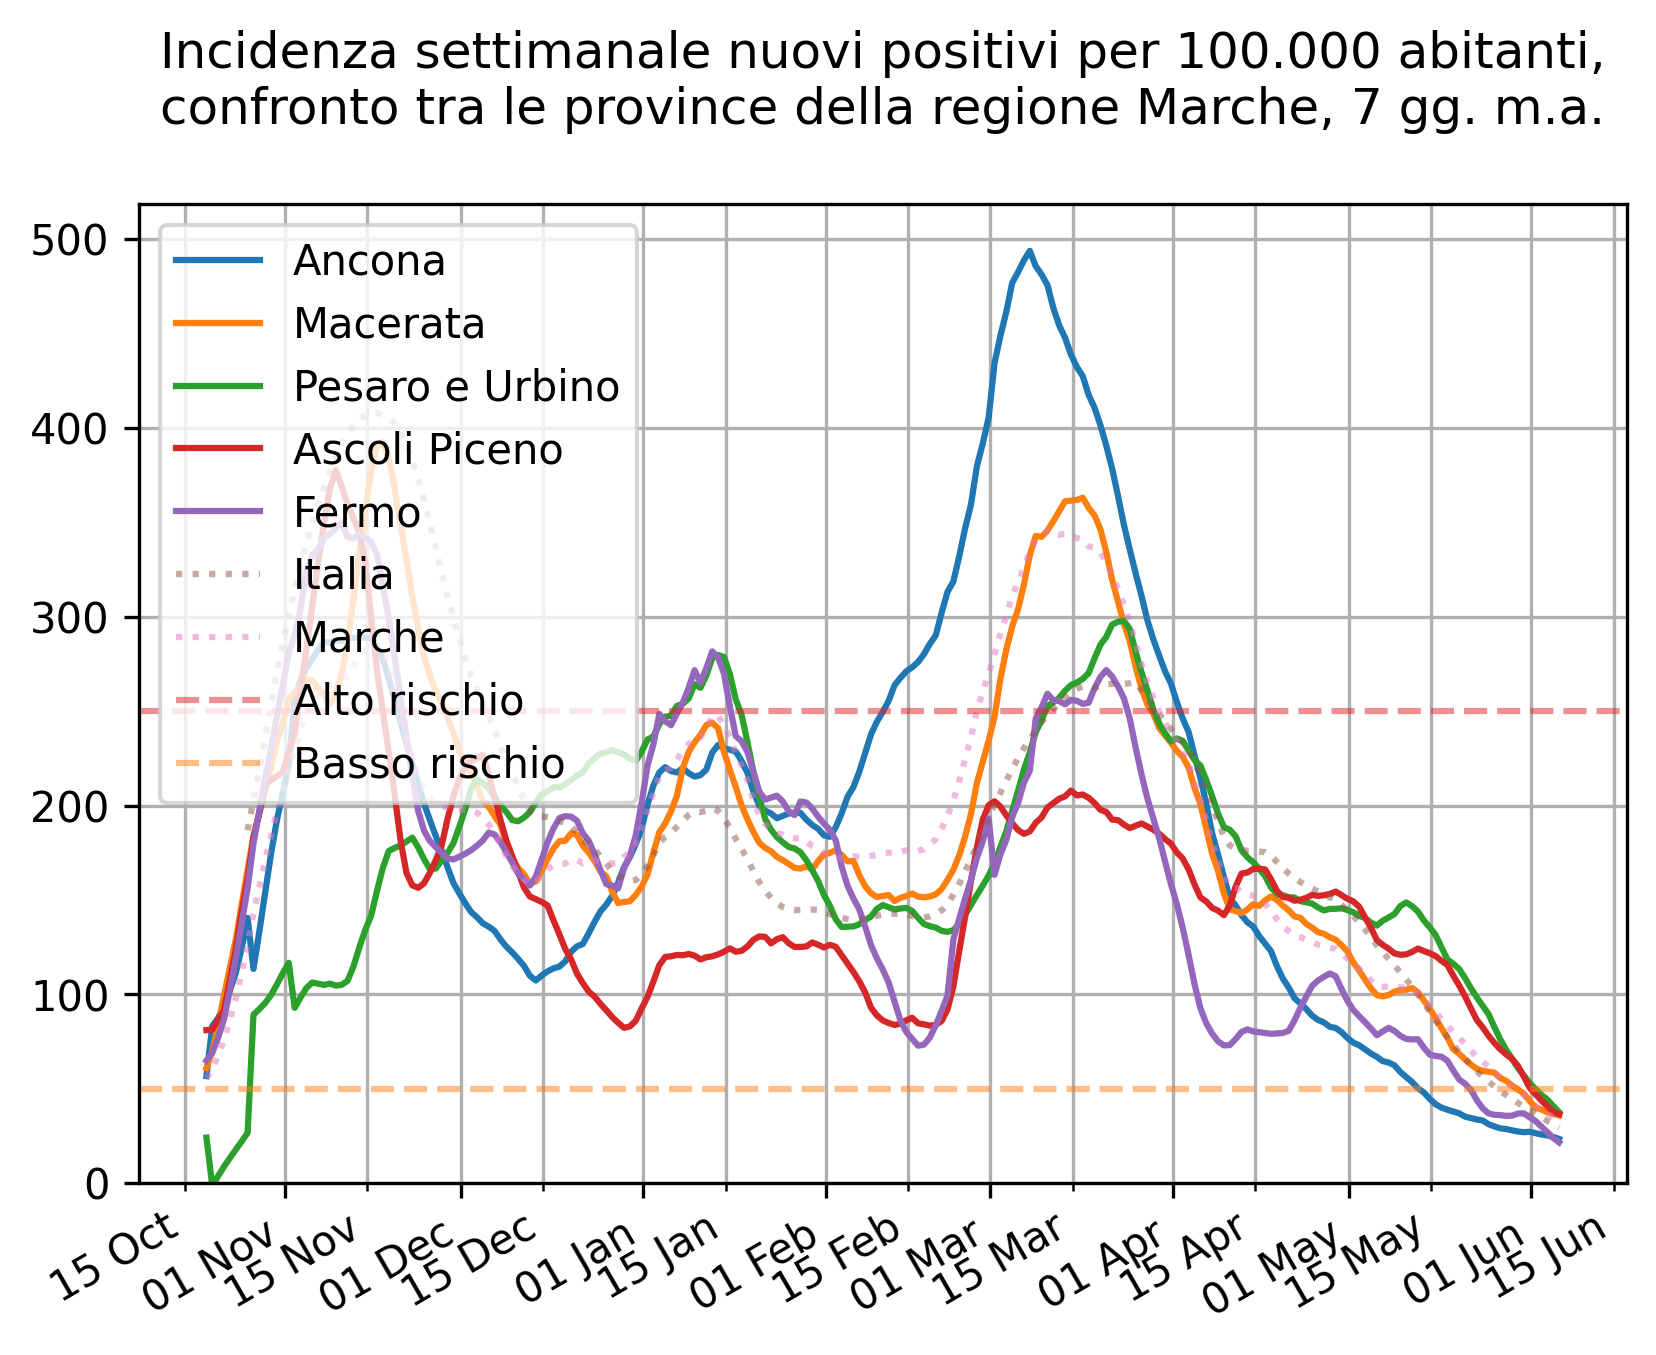 Incidenza settimanale nuovi positivi per 100.000 abitanti,
confronto tra le province della regione Marche, 7 gg. m.a.
500
400
300
200
100
0
Ancona
Macerata
Pesaro e Urbino
Ascoli Piceno
Fermo
Italia
Marche
Alto rischio
Basso rischio
15 Oct
01 Nov
15 Nov
01 Dec
15 Dec
01 Jan
15 Jan
01 Feb
15 Feb
01 Mar
15 Mar
01 Apr
15 Apr
01 May
15 May
01 Jun
15 Jun